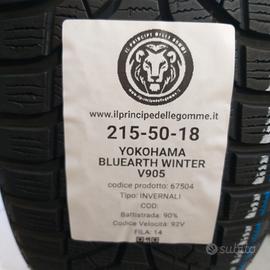 IL PRINCIPE DELLE GOMME
www.ilprincipedellegomme.it
215-50-18
YOKOHAMA
BLUEARTH WINTER
V905
codice prodotto: 67504
Tipo: INVERNALI
COD:
Battistrada: 90%
Codice Velocità: 92V
FILA: 14
subito